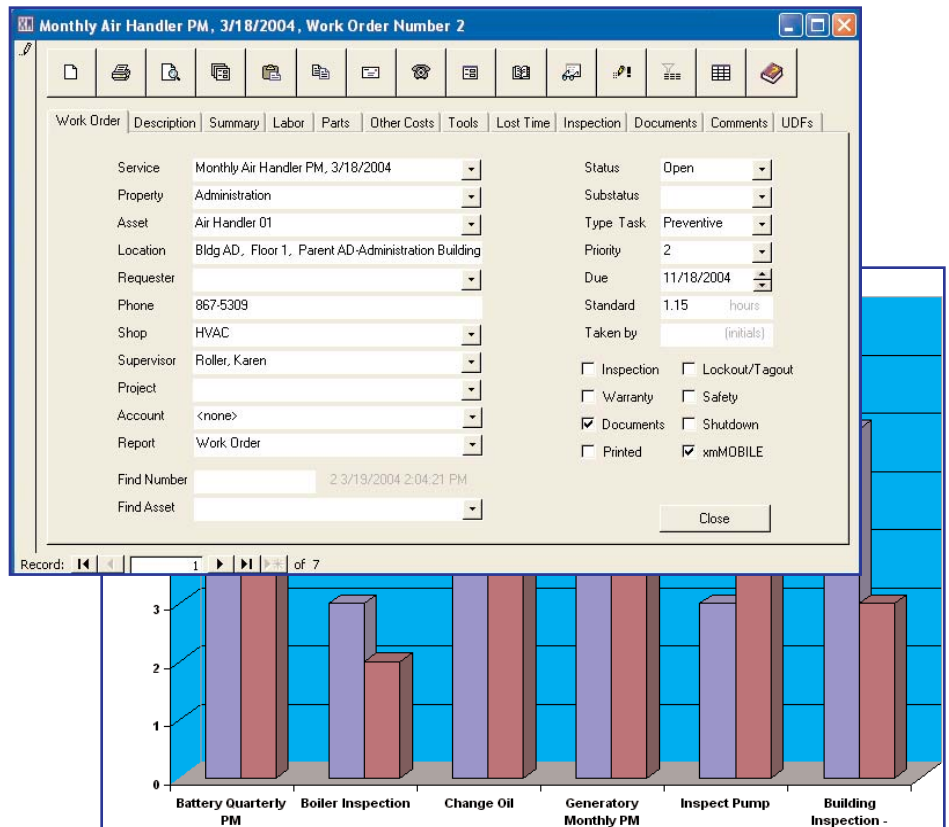 Monthly Air Handler PM, 3/18/2004, Work Order Number 2
Work Order Description Summary Labor Parts Other Costs Tools Lost Time Inspection Documents Comments UDFs
Service Monthly Air Handler PM, 3/18/2004 Status Open
Property Administration Substatus
Asset Air Handler 01 Type Task Preventive
Location Bldg AD, Floor 1, Parent AD-Administration Building Priority 2
Requester Due 11/18/2004
Phone 867-5309 Standard 1.15 hours
Shop HVAC Taken by (initials)
Supervisor Roller, Karen Inspection Lockout/Tagout
Project Warranty Safety
Account <none> Documents Shutdown
Report Work Order Printed xmMOBILE
Find Number 2 3/19/2004 2:04:21 PM
Find Asset Close
Record: 1 of 7
3
2
1
0
Battery Quarterly Boiler Inspection Change Oil Generatory Inspect Pump Building
PM Monthly PM Inspection -